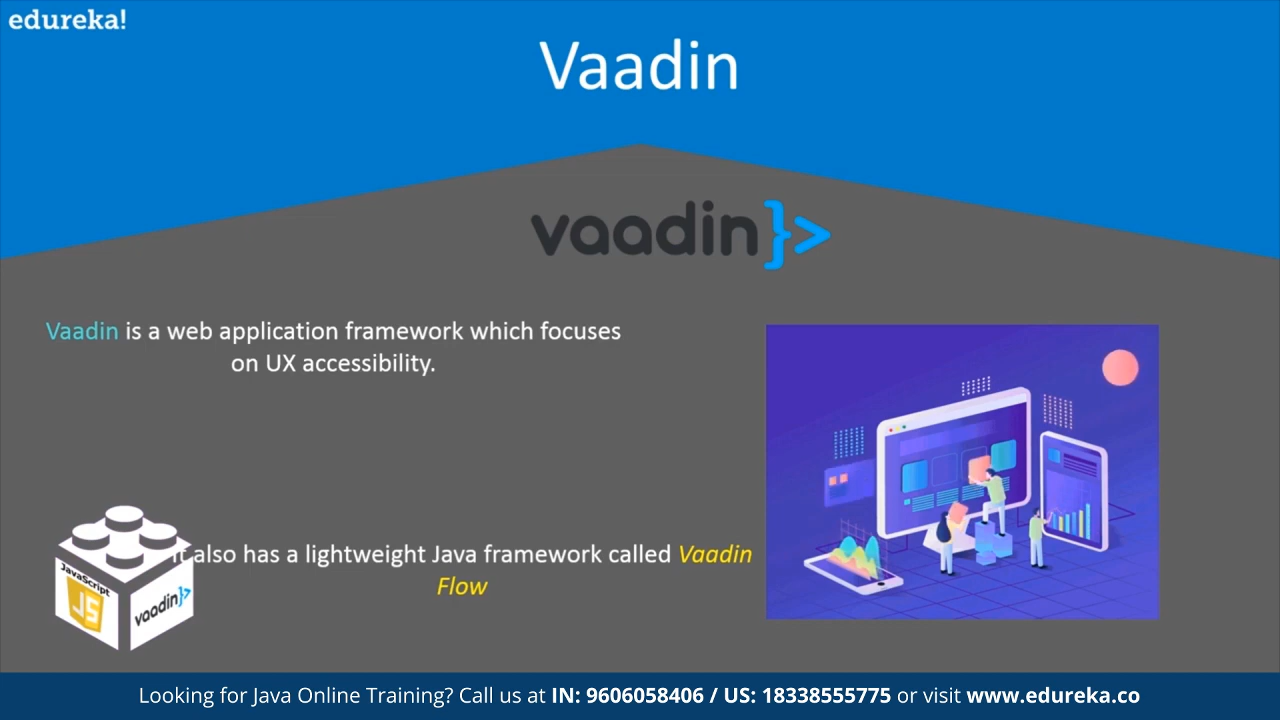 edureka!
Vaadin
vaadin}>
Vaadin is a web application framework which focuses
on UX accessibility.
It also has a lightweight Java framework called Vaadin
Flow
JavaScript
JS
vaadin}>
Looking for Java Online Training? Call us at IN: 9606058406 / US: 18338555775 or visit www.edureka.co